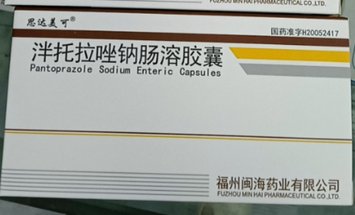 FUZHOU MIN HAI PHARMACEUTICAL CO.,LTD.
思达美可
国药准字H20052417
泮托拉唑钠肠溶胶囊
Pantoprazole Sodium Enteric Capsules
福州闽海药业有限公司
FUZHOU MIN HAI PHARMACEUTICAL CO.,LTD.